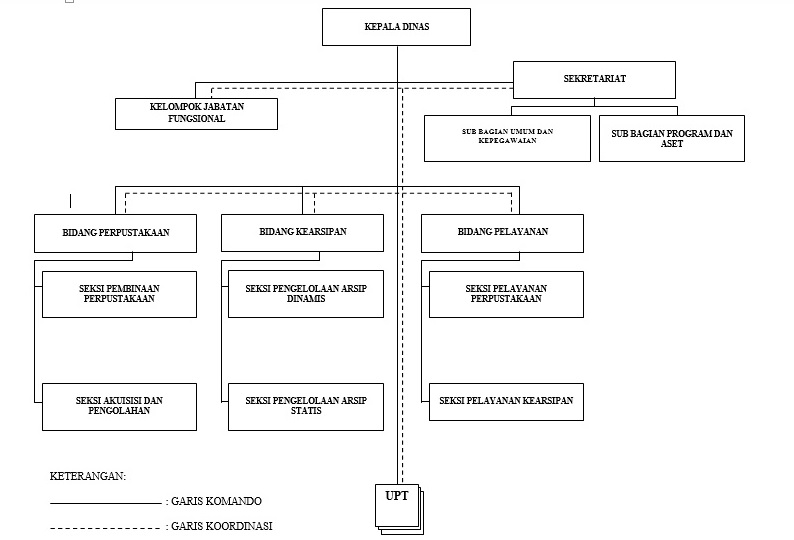 KEPALA DINAS
SEKRETARIAT
KELOMPOK JABATAN
FUNGSIONAL
SUB BAGIAN UMUM DAN
KEPEGAWAIAN
SUB BAGIAN PROGRAM DAN
ASET
BIDANG PERPUSTAKAAN
BIDANG KEARSIPAN
BIDANG PELAYANAN
SEKSI PEMBINAAN
PERPUSTAKAAN
SEKSI PENGELOLAAN ARSIP
DINAMIS
SEKSI PELAYANAN
PERPUSTAKAAN
SEKSI AKUISISI DAN
PENGOLAHAN
SEKSI PENGELOLAAN ARSIP
STATIS
SEKSI PELAYANAN KEARSIPAN
KETERANGAN:
: GARIS KOMANDO
: GARIS KOORDINASI
UPT